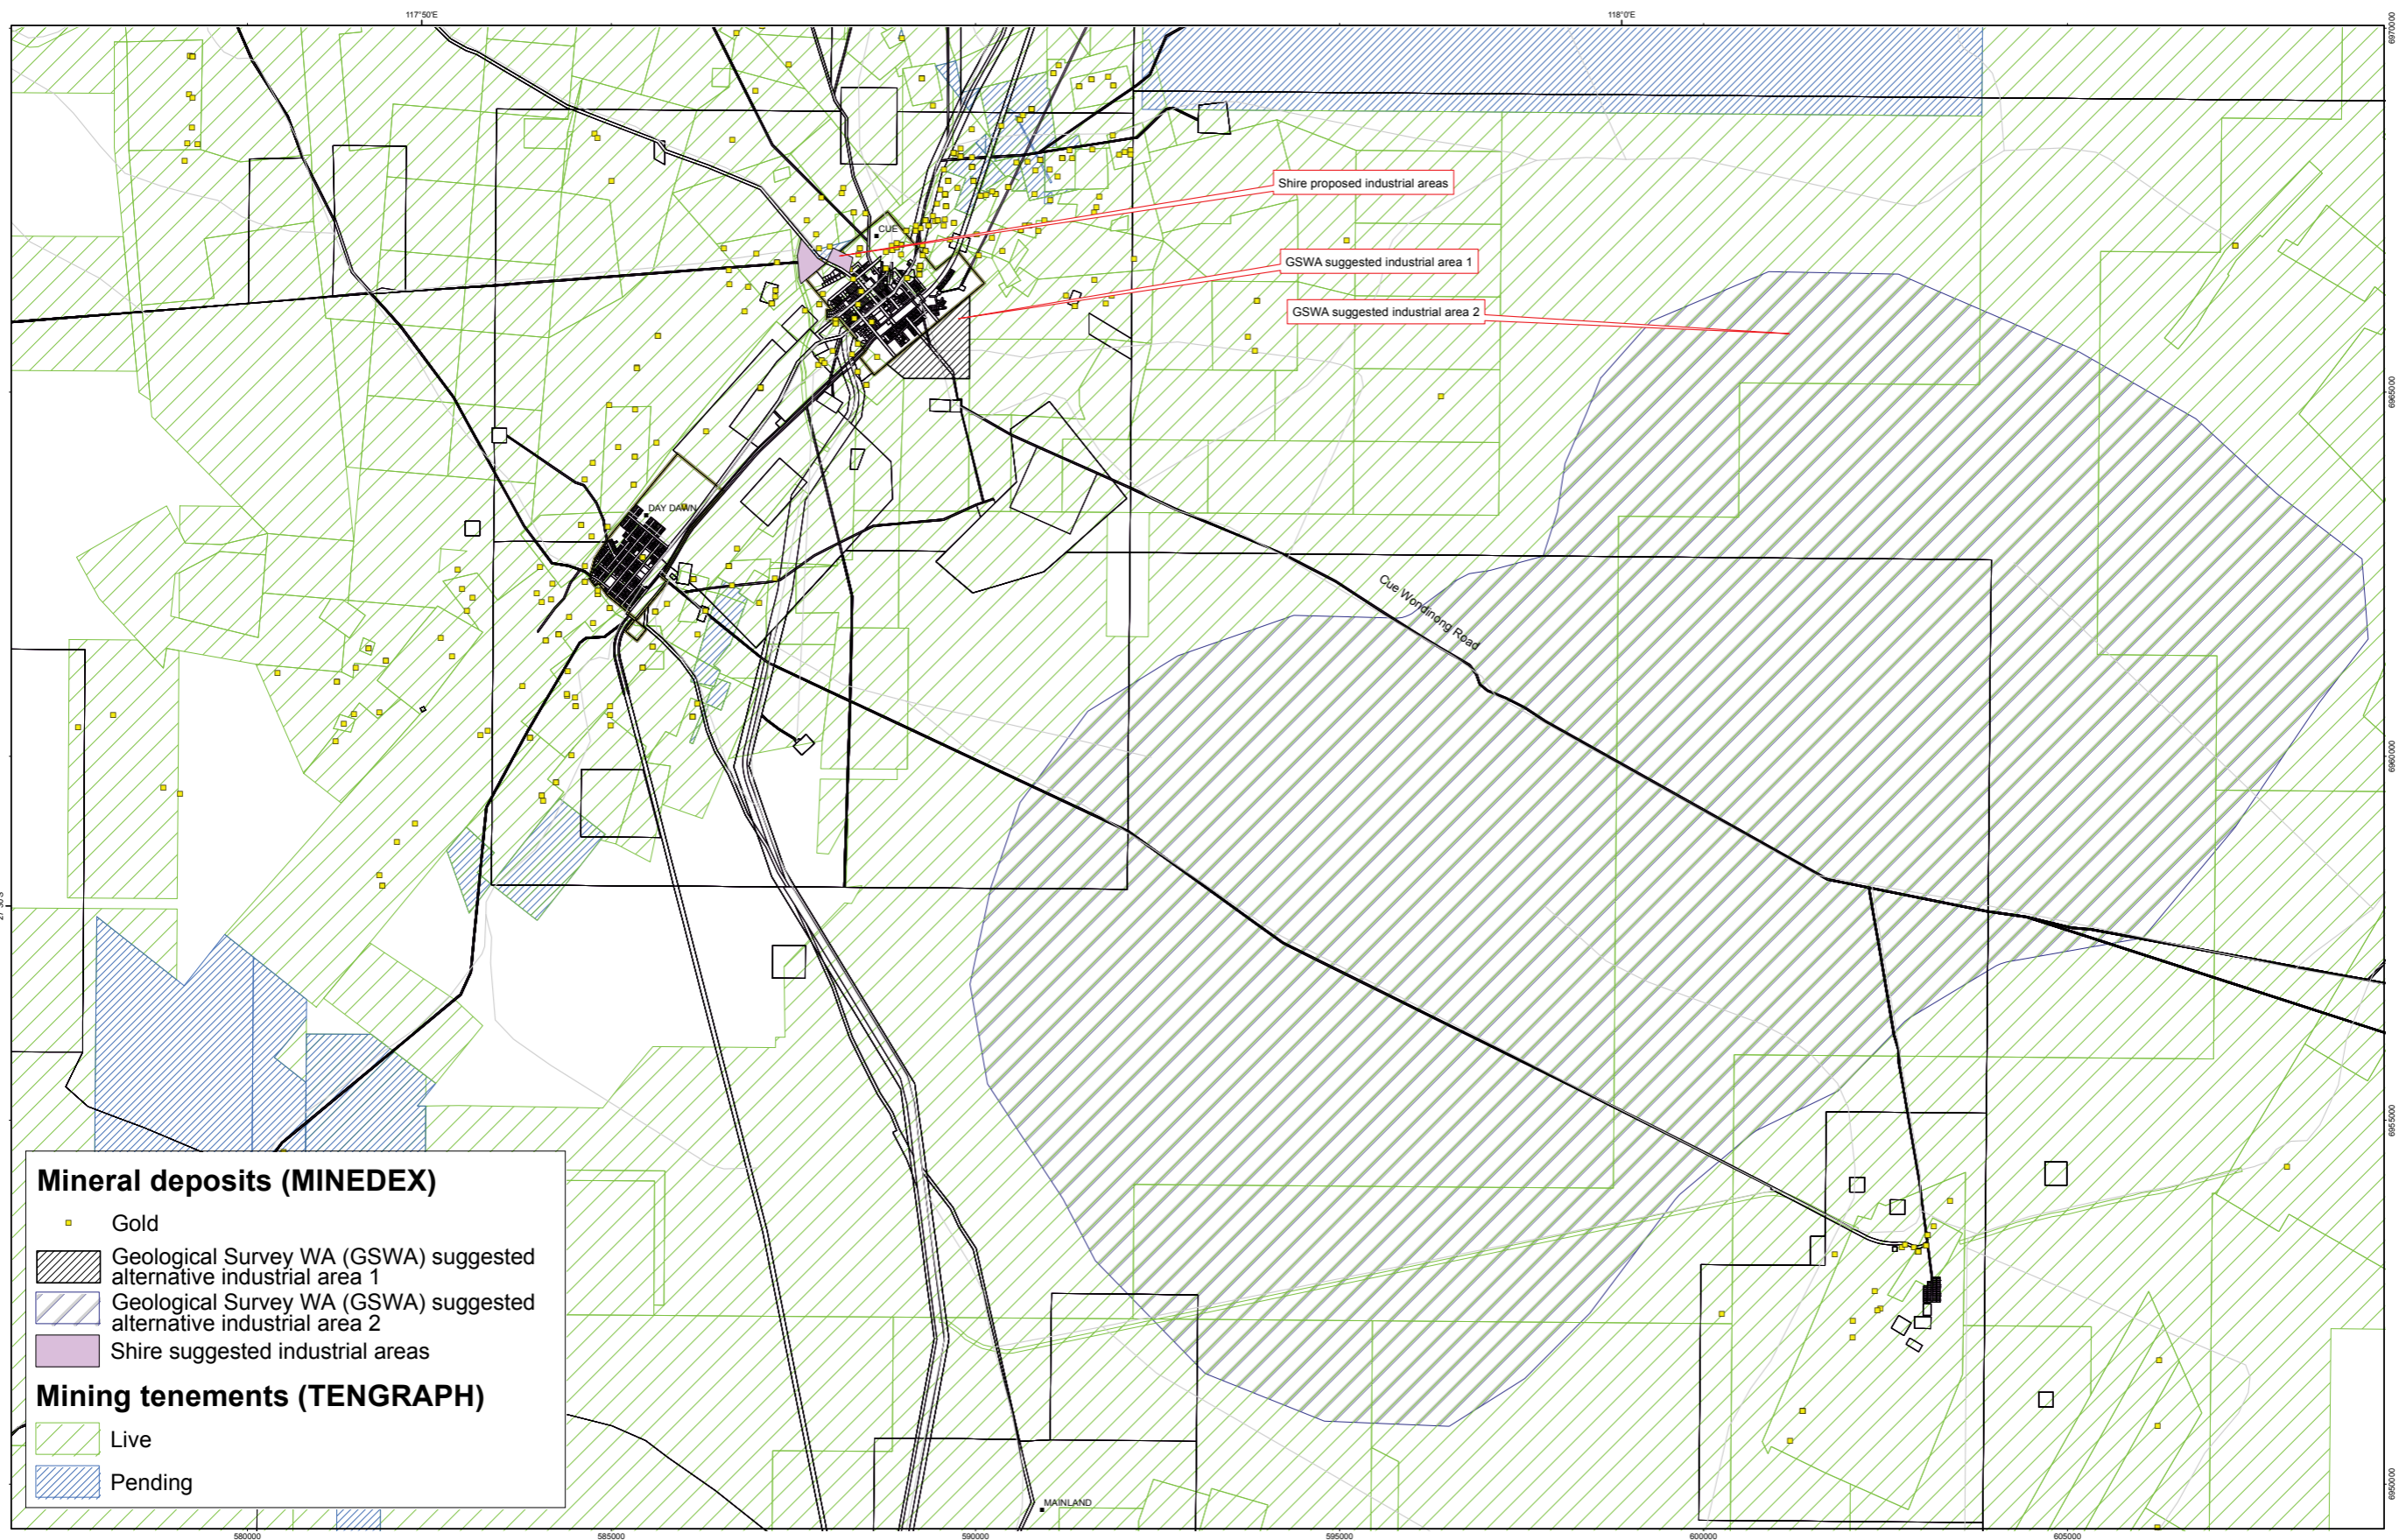 117°50'E
118°0'E
6970000
Shire proposed industrial areas
CUE
GSWA suggested industrial area 1
GSWA suggested industrial area 2
6965000
DAY DAWN
Cue Wondinong Road
6960000
6955000
Mineral deposits (MINEDEX)
Gold
Geological Survey WA (GSWA) suggested
alternative industrial area 1
Geological Survey WA (GSWA) suggested
alternative industrial area 2
Shire suggested industrial areas
Mining tenements (TENGRAPH)
Live
Pending
6950000
MAINLAND
580000
585000
590000
595000
600000
605000